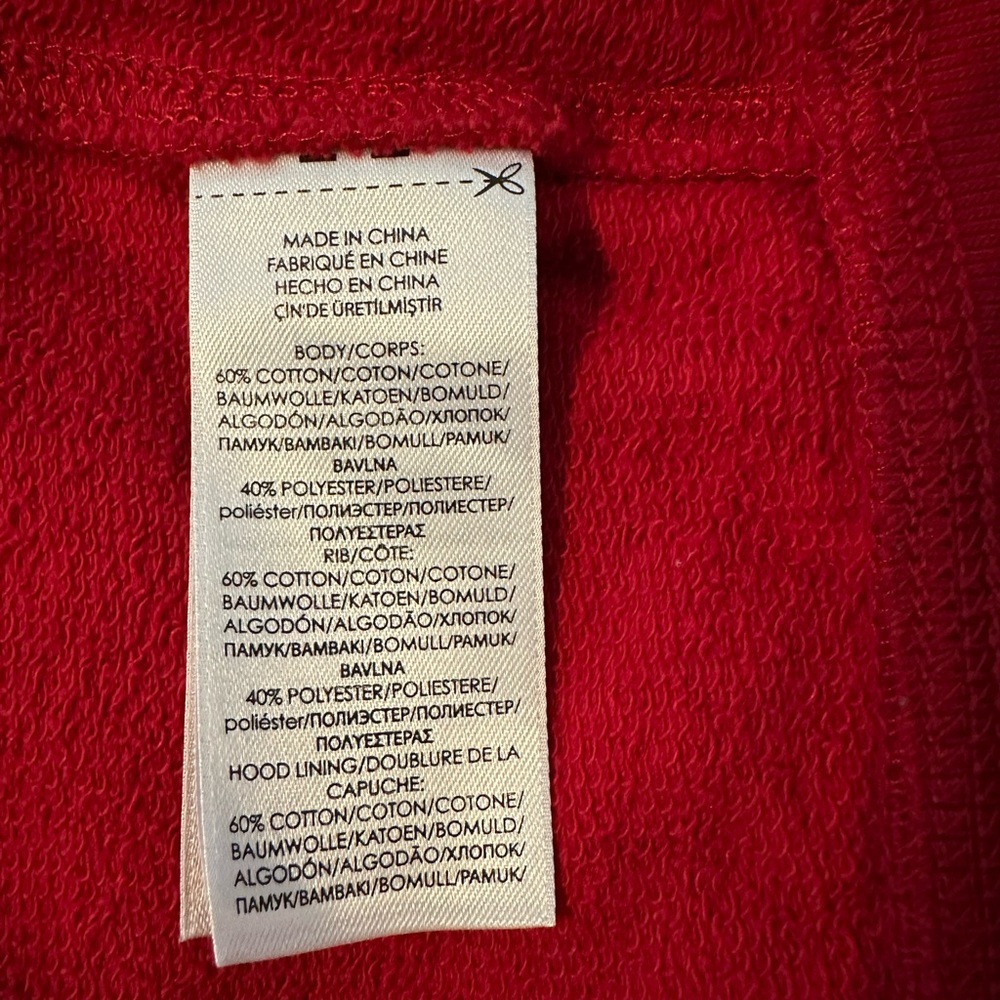 MADE IN CHINA
FABRIQUÉ EN CHINE
HECHO EN CHINA
ÇİN'DE ÜRETİLMİŞTİR
BODY/CORPS:
60% COTTON/COTON/COTONE/
BAUMWOLLE/KATOEN/BOMULD/
ALGODÓN/ALGODÃO/ХЛОПОК/
ПАМУК/ΒΑΜΒΑΚΙ/BOMULL/PAMUK/
BAVLNA
40% POLYESTER/POLIESTERE/
poliéster/ПОЛИЭСТЕР/ПОЛИЕСТЕР/
ΠΟΛΥΕΣΤΕΡΑΣ
RIB/CÔTE:
60% COTTON/COTON/COTONE/
BAUMWOLLE/KATOEN/BOMULD/
ALGODÓN/ALGODÃO/ХЛОПОК/
ПАМУК/ΒΑΜΒΑΚΙ/BOMULL/PAMUK/
BAVLNA
40% POLYESTER/POLIESTERE/
poliéster/ПОЛИЭСТЕР/ПОЛИЕСТЕР/
ΠΟΛΥΕΣΤΕΡΑΣ
HOOD LINING/DOUBLURE DE LA
CAPUCHE:
60% COTTON/COTON/COTONE/
BAUMWOLLE/KATOEN/BOMULD/
ALGODÓN/ALGODÃO/ХЛОПОК/
ПАМУК/ΒΑΜΒΑΚΙ/BOMULL/PAMUK/